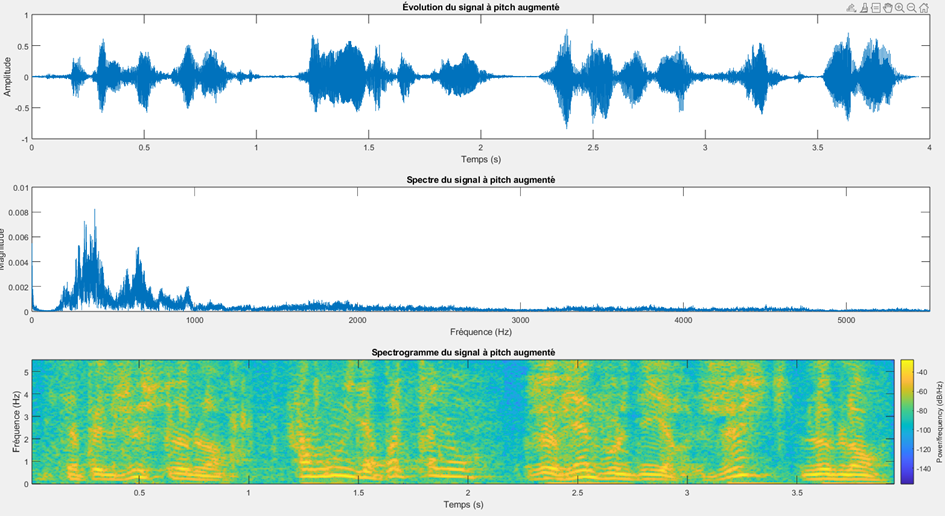 Évolution du signal à pitch augmenté
1
0.5
0
-0.5
-1
Amplitude
0 0.5 1 1.5 2 2.5 3 3.5 4
Temps (s)
Spectre du signal à pitch augmenté
0.01
0.008
0.006
0.004
0.002
0
Magnitude
0 1000 2000 3000 4000 5000
Fréquence (Hz)
Spectrogramme du signal à pitch augmenté
5
4
3
2
1
0
Fréquence (Hz)
0.5 1 1.5 2 2.5 3 3.5
Temps (s)
-40
-60
-80
-100
-120
-140
Power/frequency (dB/Hz)